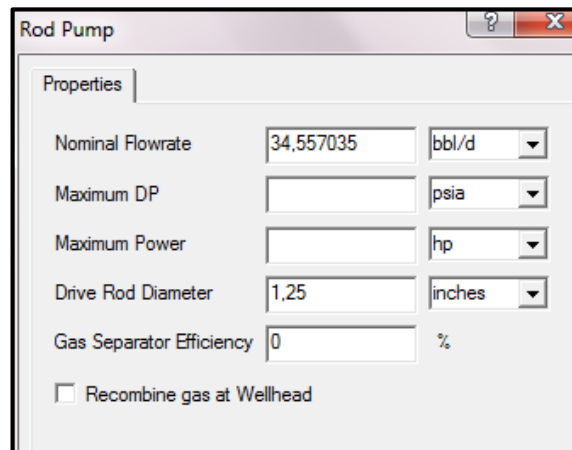 Rod Pump
Properties
Nominal Flowrate 34,557035 bbl/d
Maximum DP psia
Maximum Power hp
Drive Rod Diameter 1,25 inches
Gas Separator Efficiency 0 %
Recombine gas at Wellhead